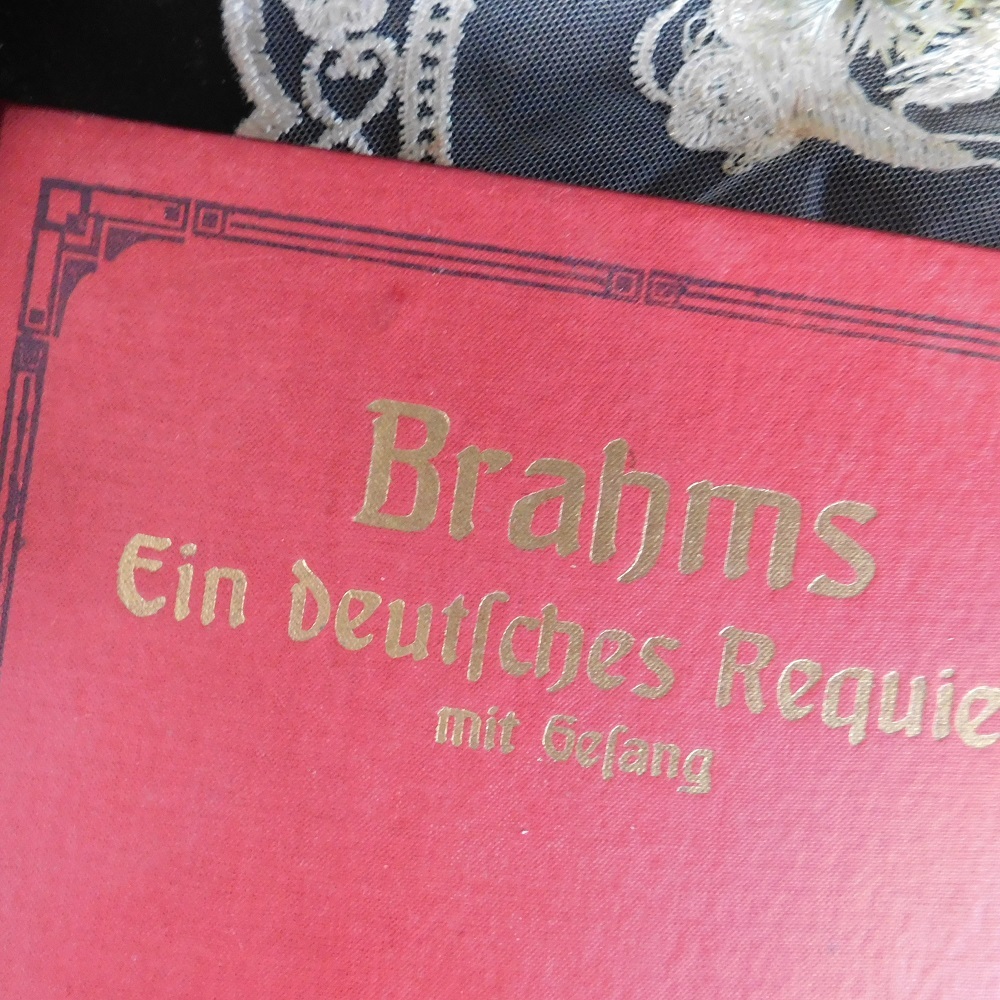 Brahms
Ein deutſches Requie
mit Geſang